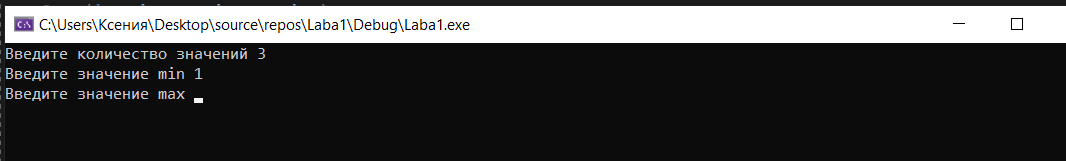 C:\Users\Ксения\Desktop\source\repos\Laba1\Debug\Laba1.exe
Введите количество значений 3
Введите значение min 1
Введите значение max